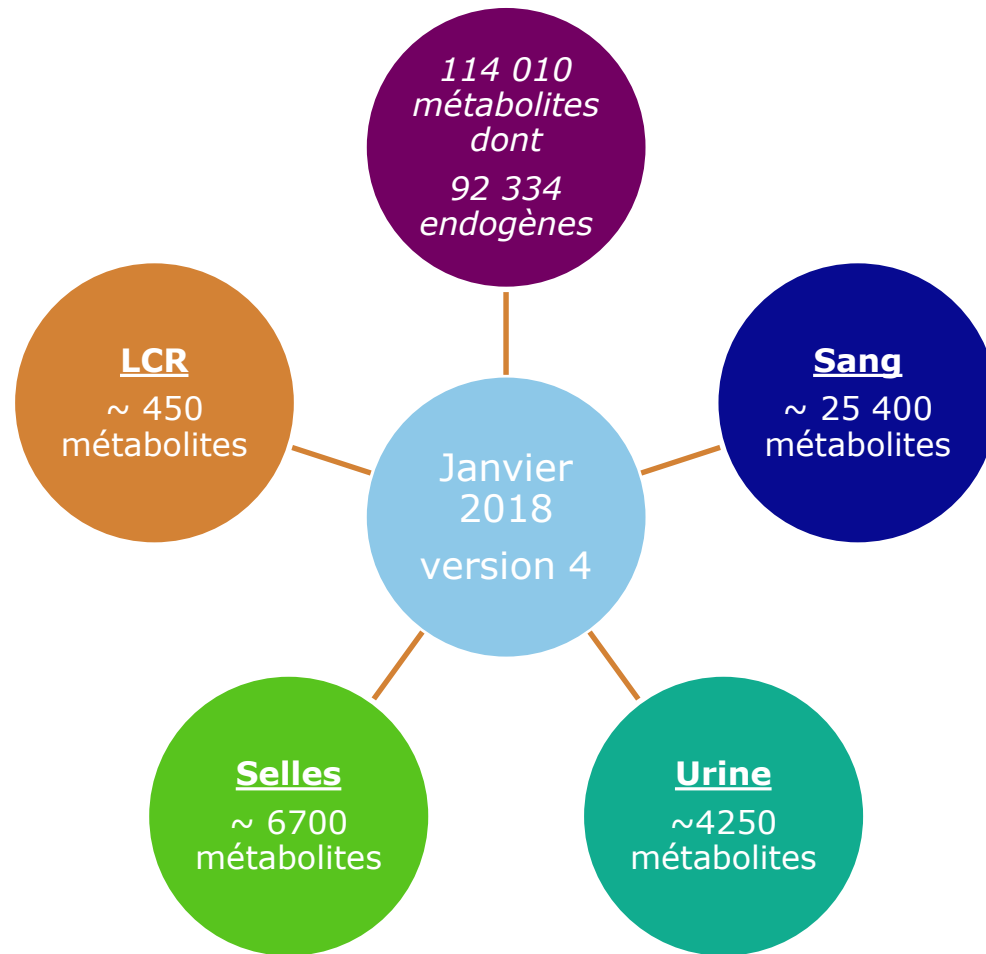 114 010
métabolites
dont
92 334
endogènes
LCR
~ 450
métabolites
Sang
~ 25 400
métabolites
Janvier
2018
version 4
Selles
~ 6700
métabolites
Urine
~4250
métabolites